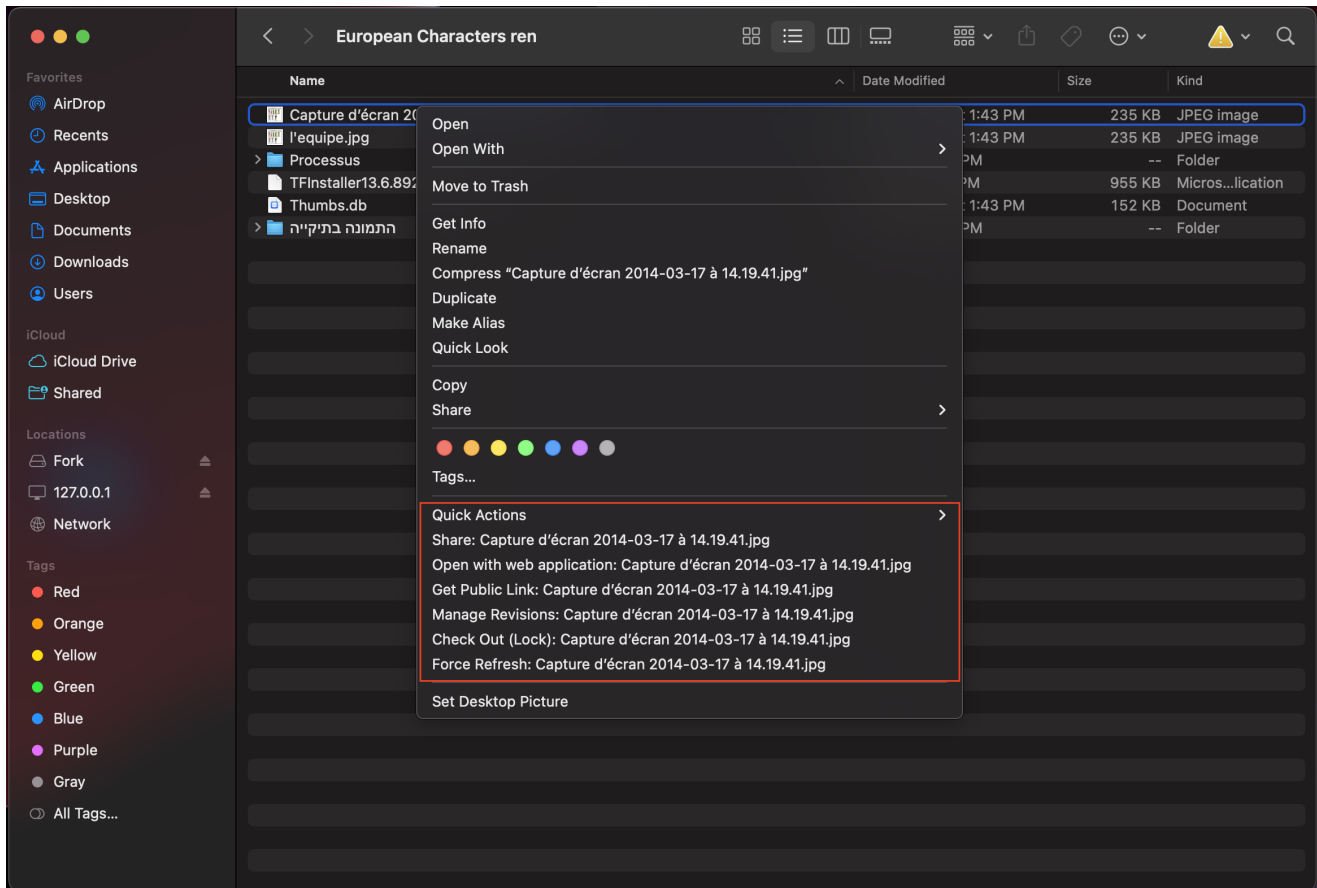 European Characters ren
Favorites
AirDrop
Recents
Applications
Desktop
Documents
Downloads
Users
iCloud
iCloud Drive
Shared
Locations
Fork
127.0.0.1
Network
Tags
Red
Orange
Yellow
Green
Blue
Purple
Gray
All Tags...
Name Date Modified Size Kind
Capture d’écran 20 1:43 PM 235 KB JPEG image
l'equipe.jpg 1:43 PM 235 KB JPEG image
Processus PM -- Folder
TFInstaller13.6.892 PM 955 KB Micros...lication
Thumbs.db 1:43 PM 152 KB Document
התמונה בתיקייה PM -- Folder
Open
Open With
Move to Trash
Get Info
Rename
Compress “Capture d’écran 2014-03-17 à 14.19.41.jpg”
Duplicate
Make Alias
Quick Look
Copy
Share
Tags...
Quick Actions
Share: Capture d’écran 2014-03-17 à 14.19.41.jpg
Open with web application: Capture d’écran 2014-03-17 à 14.19.41.jpg
Get Public Link: Capture d’écran 2014-03-17 à 14.19.41.jpg
Manage Revisions: Capture d’écran 2014-03-17 à 14.19.41.jpg
Check Out (Lock): Capture d’écran 2014-03-17 à 14.19.41.jpg
Force Refresh: Capture d’écran 2014-03-17 à 14.19.41.jpg
Set Desktop Picture